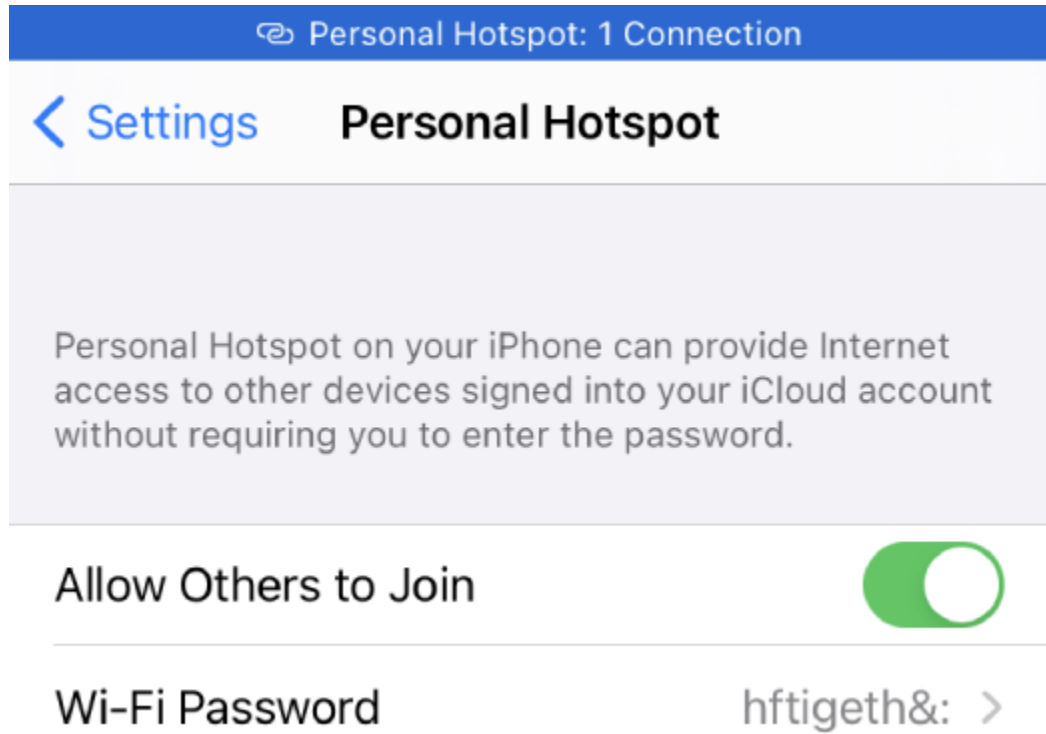 Personal Hotspot: 1 Connection
Settings Personal Hotspot
Personal Hotspot on your iPhone can provide Internet
access to other devices signed into your iCloud account
without requiring you to enter the password.
Allow Others to Join
Wi-Fi Password hftigeth&: